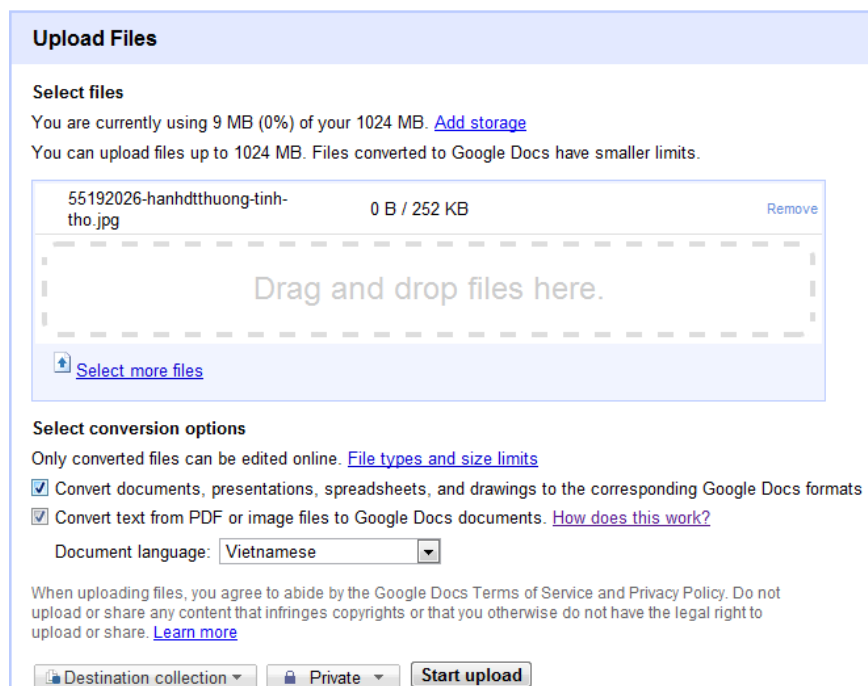 Upload Files
Select files
You are currently using 9 MB (0%) of your 1024 MB. Add storage
You can upload files up to 1024 MB. Files converted to Google Docs have smaller limits.
55192026-hanhdtthuong-tinh-
tho.jpg
0 B / 252 KB
Remove
Drag and drop files here.
Select more files
Select conversion options
Only converted files can be edited online. File types and size limits
Convert documents, presentations, spreadsheets, and drawings to the corresponding Google Docs formats
Convert text from PDF or image files to Google Docs documents. How does this work?
Document language: Vietnamese
When uploading files, you agree to abide by the Google Docs Terms of Service and Privacy Policy. Do not
upload or share any content that infringes copyrights or that you otherwise do not have the legal right to
upload or share. Learn more
Destination collection Private Start upload